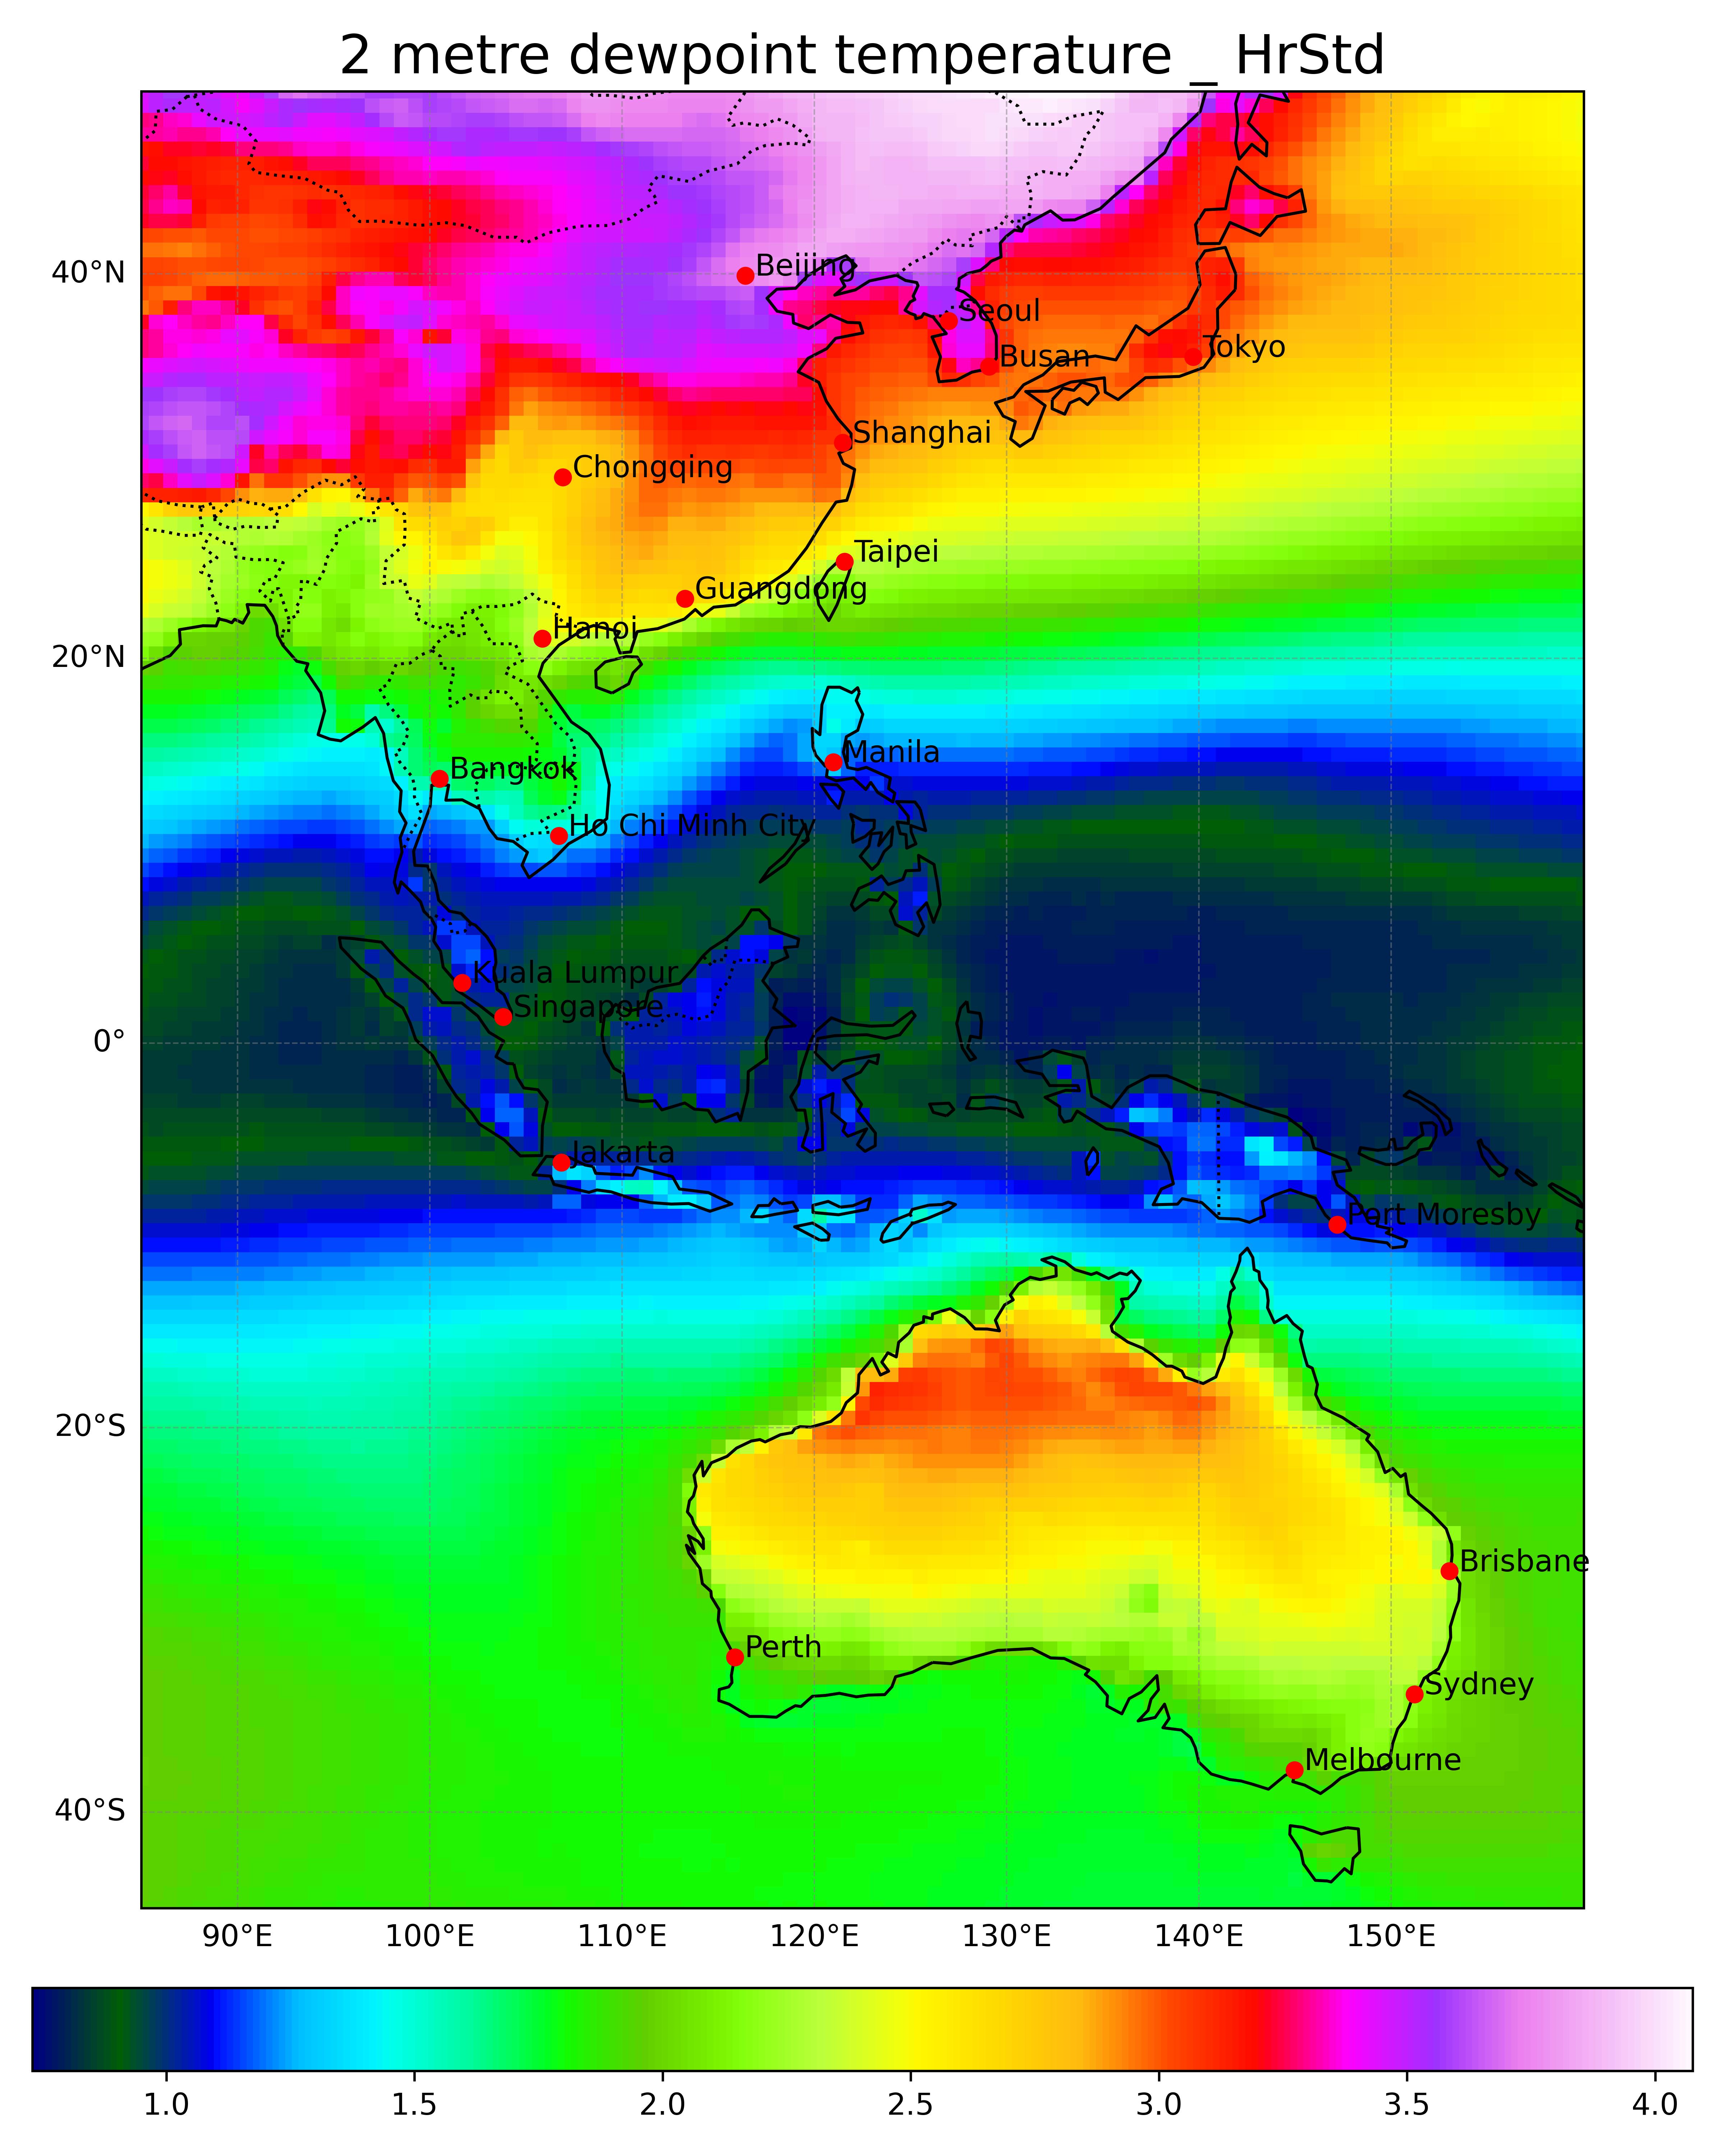 2 metre dewpoint temperature _ HrStd
40°N
Beijing
Seoul
Busan
Tokyo
Shanghai
Chongqing
Taipei
Guangdong
Hanoi
20°N
Manila
Bangkok
Ho Chi Minh City
Kuala Lumpur
Singapore
0°
Jakarta
Port Moresby
20°S
Brisbane
Perth
Sydney
Melbourne
40°S
90°E 100°E 110°E 120°E 130°E 140°E 150°E
1.0 1.5 2.0 2.5 3.0 3.5 4.0